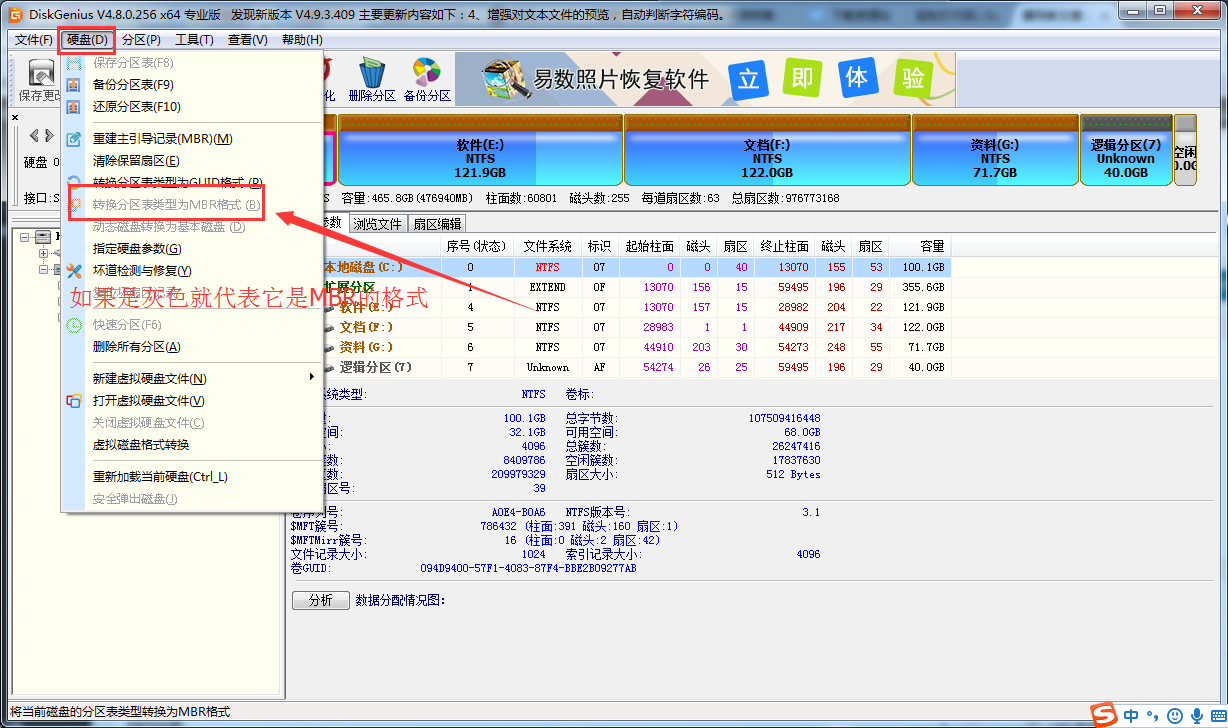 DiskGenius V4.8.0.256 x64 专业版 发现新版本 V4.9.3.409 主要更新内容如下：4、增强对文本文件的预览，自动判断字符编码。
文件(F) 硬盘(D) 分区(P) 工具(T) 查看(V) 帮助(H)
保存更 化 删除分区 备份分区 易数照片恢复软件 立 即 体 验
保存分区表(F8)
备份分区表(F9)
还原分区表(F10)
重建主引导记录(MBR)(M)
清除保留扇区(E)
转换分区表类型为GUID格式 (P)
转换分区表类型为MBR格式 (B)
动态磁盘转换为基本磁盘 (D)
指定硬盘参数(G)
坏道检测与修复(Y)
如果是灰色就代表它是MBR的格式
快速分区(F6)
删除所有分区(A)
新建虚拟硬盘文件(N)
打开虚拟硬盘文件(V)
关闭虚拟硬盘文件(C)
虚拟磁盘格式转换
重新加载当前硬盘(Ctrl_L)
安全弹出磁盘(J)
硬盘 0
接口:S
软件(E:)
NTFS
121.9GB
文档(F:)
NTFS
122.0GB
资料(G:)
NTFS
71.7GB
逻辑分区(7)
Unknown
40.0GB
空闲
0.0G
S 容量:465.8GB(476940MB) 柱面数:60801 磁头数:255 每道扇区数:63 总扇区数:976773168
参数 浏览文件 扇区编辑
序号(状态) 文件系统 标识 起始柱面 磁头 扇区 终止柱面 磁头 扇区 容量
本地磁盘(C:) 0 NTFS 07 0 0 40 13070 155 53 100.1GB
扩展分区 1 EXTEND 0F 13070 156 15 59495 196 29 355.6GB
软件(E:) 4 NTFS 07 13070 157 15 28982 204 22 121.9GB
文档(F:) 5 NTFS 07 28983 1 1 44909 217 34 122.0GB
资料(G:) 6 NTFS 07 44910 203 30 54273 248 55 71.7GB
逻辑分区(7) 7 Unknown AF 54274 26 25 59495 196 29 40.0GB
系统类型: NTFS 卷标:
100.1GB 总字节数: 107509416448
空间: 32.1GB 可用空间: 68.0GB
4096 总簇数: 26247416
数: 8409786 空闲簇数: 17837630
数: 209979329 扇区大小: 512 Bytes
扇区号: 39
卷序列号: A0E4-B0A6 NTFS版本号: 3.1
$MFT簇号: 786432 (柱面:391 磁头:160 扇区:1)
$MFTMirr簇号: 16 (柱面:0 磁头:2 扇区:42)
文件记录大小: 1024 索引记录大小: 4096
卷GUID: 094D9400-57F1-4083-87F4-BBE2B09277AB
分析 数据分配情况图:
将当前磁盘的分区表类型转换为MBR格式
S 中